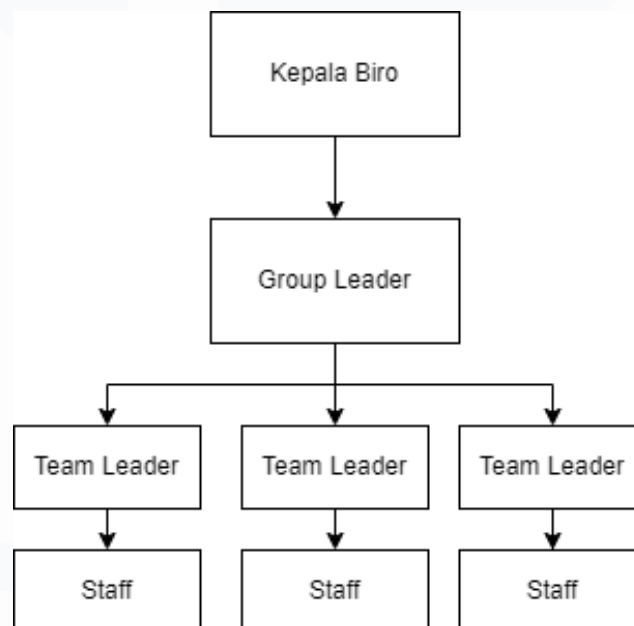 Kepala Biro
Group Leader
Team Leader
Team Leader
Team Leader
Staff
Staff
Staff